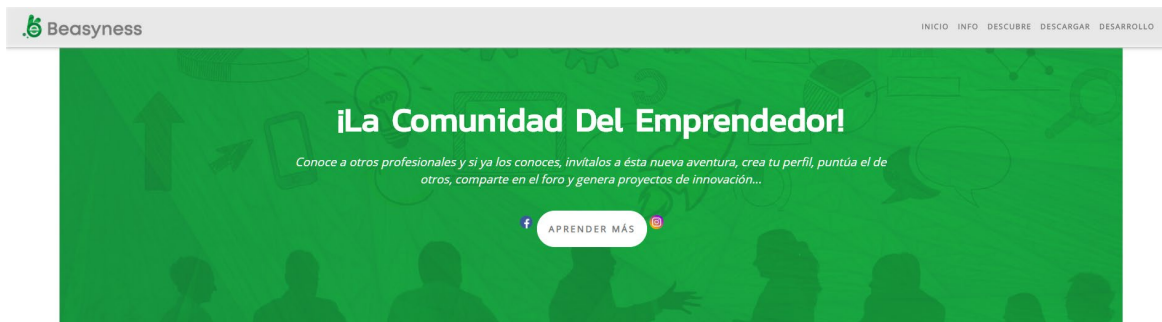 Beasyness
INICIO INFO DESCUBRE DESCARGAR DESARROLLO
¡La Comunidad Del Emprendedor!
Conoce a otros profesionales y si ya los conoces, invítalos a ésta nueva aventura, crea tu perfil, puntúa el de
otros, comparte en el foro y genera proyectos de innovación...
APRENDER MÁS